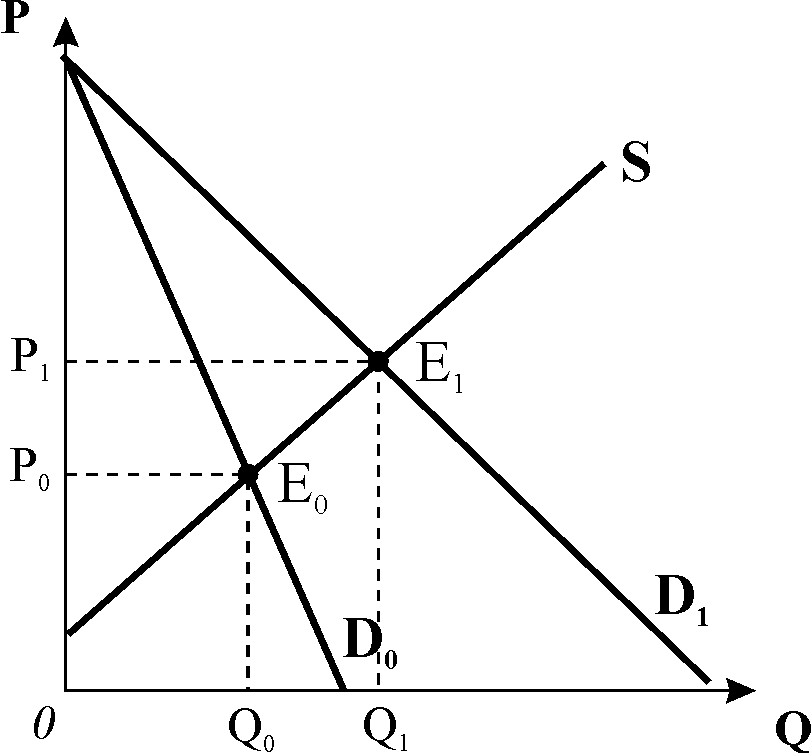 P
S
P₁
E₁
P₀
E₀
D₁
D₀
0
Q₀
Q₁
Q